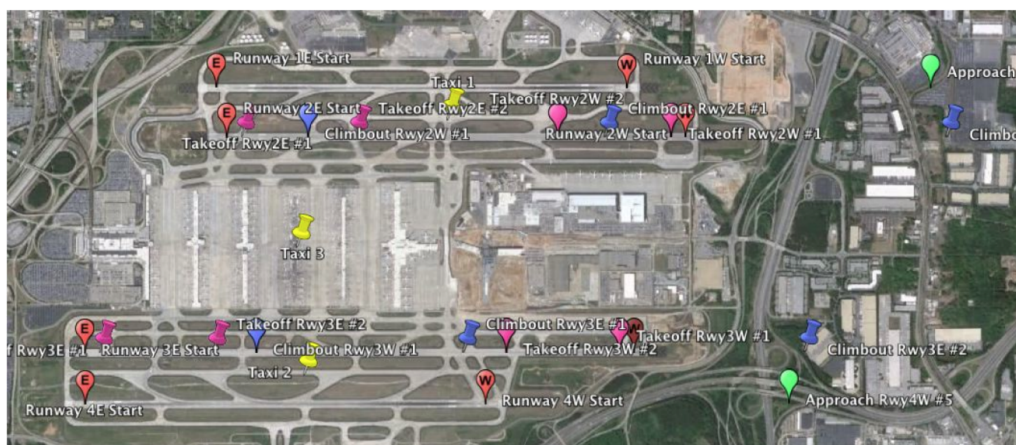 E Runway 1E Start
W Runway 1W Start
Approach
Taxi 1
Takeoff Rwy2W #2
Runway 2E Start
Takeoff Rwy2E #2
Climbout Rwy2E #1
Takeoff Rwy2E #1
Climbout Rwy2W #1
Runway 2W Start
Takeoff Rwy2W #1
Climbo
Taxi 3
E
Takeoff Rwy3E #2
Climbout Rwy3E #1
f Rwy3E #1
Runway 3E Start
Climbout Rwy3W #1
Takeoff Rwy3W #2
Takeoff Rwy3W #1
Climbout Rwy3E #2
Taxi 2
E
W
Runway 4E Start
Runway 4W Start
Approach Rwy4W #5